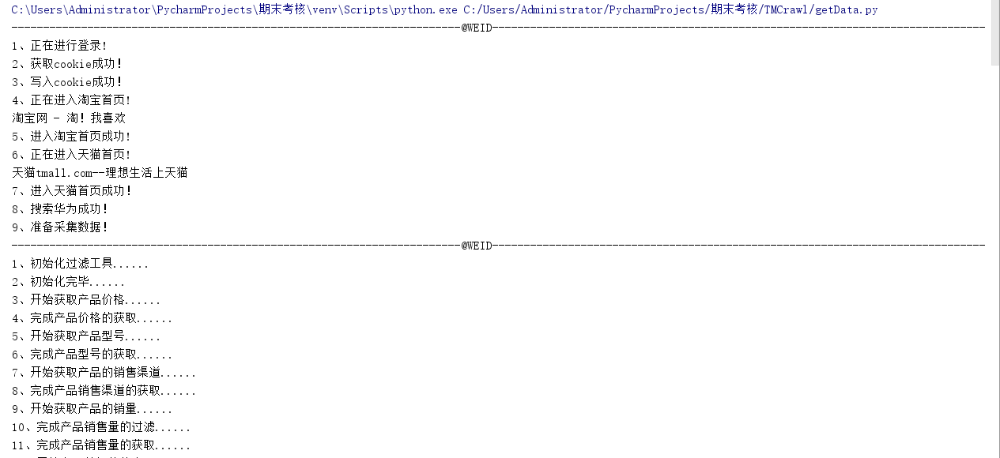 C:\Users\Administrator\PycharmProjects\期末考核\venv\Scripts\python.exe C:/Users/Administrator/PycharmProjects/期末考核/TMCrawl/getData.py
-----------------------------------------------------------------------@WEID------------------------------------------------------------------------------
1、正在进行登录!
2、获取cookie成功!
3、写入cookie成功!
4、正在进入淘宝首页!
淘宝网 - 淘！我喜欢
5、进入淘宝首页成功!
6、正在进入天猫首页!
天猫tmall.com--理想生活上天猫
7、进入天猫首页成功!
8、搜索华为成功!
9、准备采集数据!
-----------------------------------------------------------------------@WEID------------------------------------------------------------------------------
1、初始化过滤工具......
2、初始化完毕......
3、开始获取产品价格......
4、完成产品价格的获取......
5、开始获取产品型号......
6、完成产品型号的获取......
7、开始获取产品的销售渠道......
8、完成产品销售渠道的获取......
9、开始获取产品的销量......
10、完成产品销售量的过滤......
11、完成产品销售量的获取......